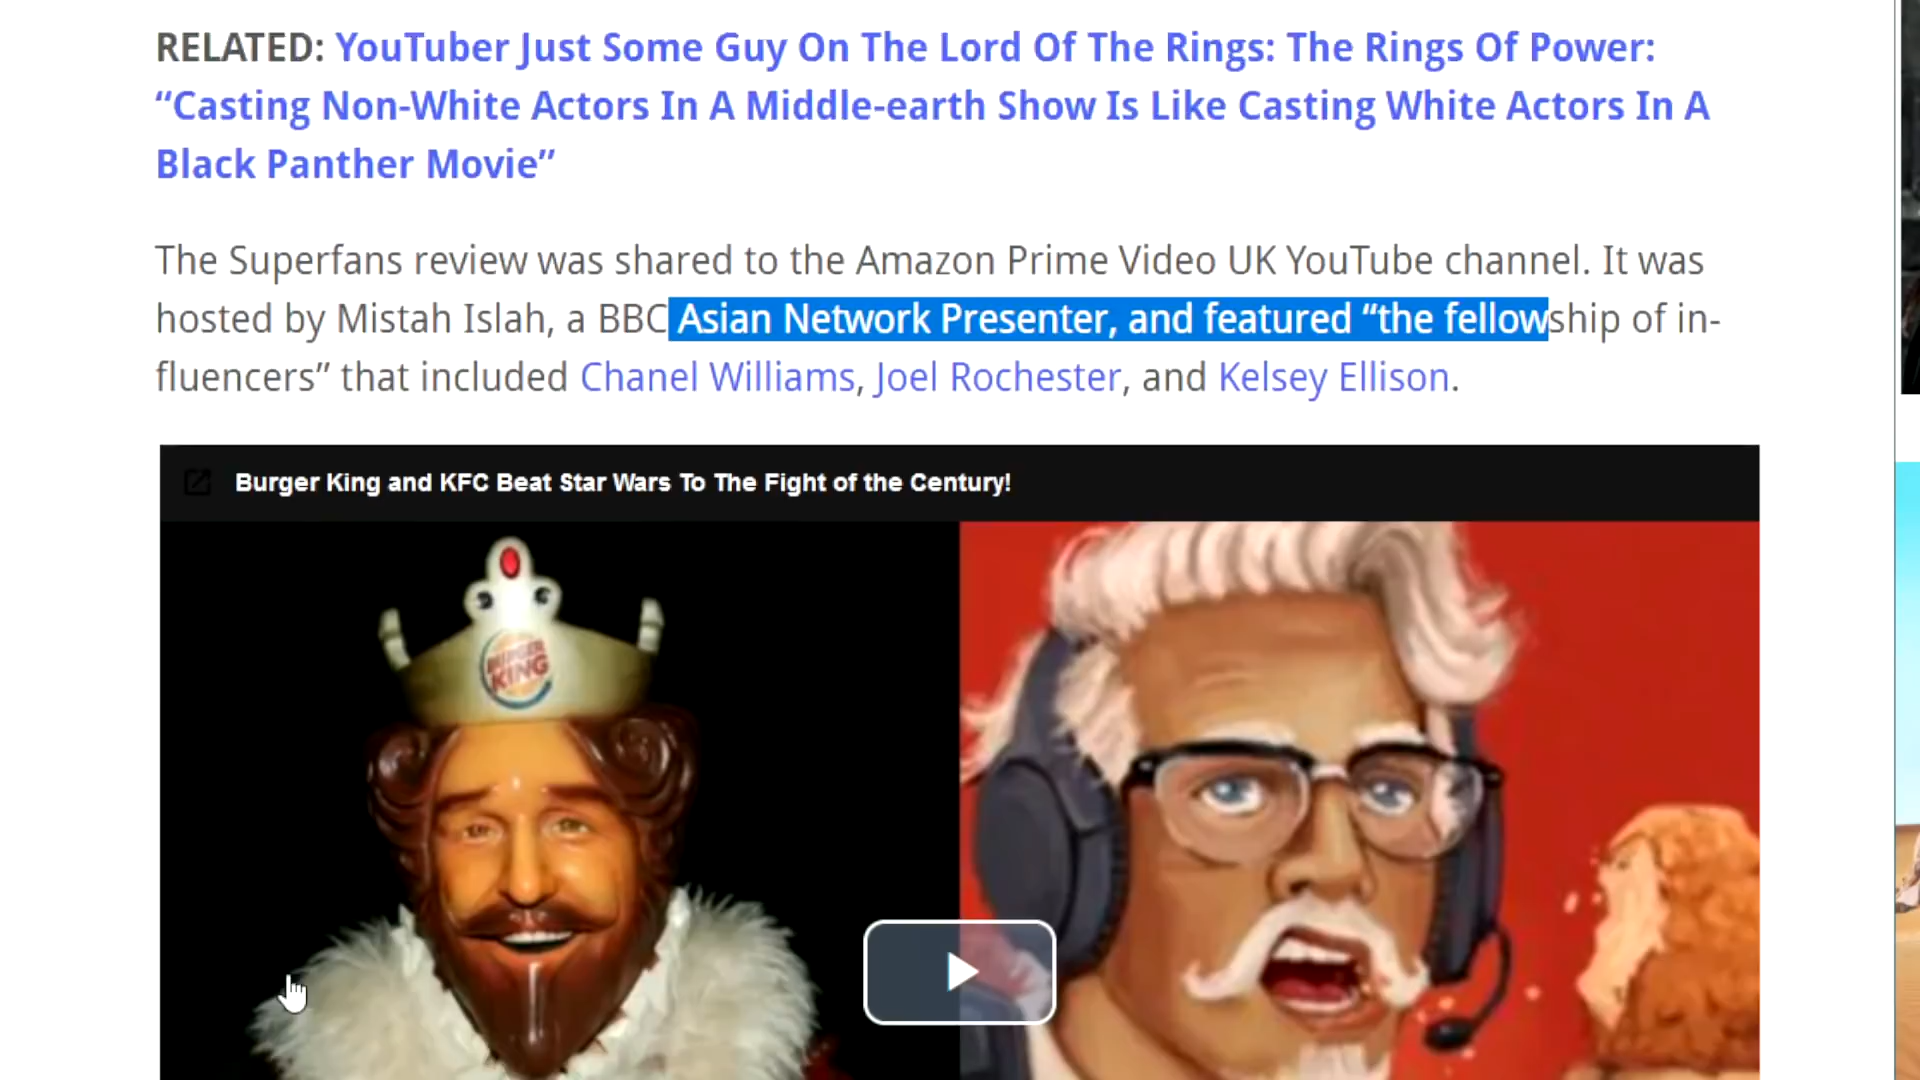 RELATED: YouTuber Just Some Guy On The Lord Of The Rings: The Rings Of Power:
“Casting Non-White Actors In A Middle-earth Show Is Like Casting White Actors In A
Black Panther Movie”
The Superfans review was shared to the Amazon Prime Video UK YouTube channel. It was
hosted by Mistah Islah, a BBC Asian Network Presenter, and featured “the fellowship of in-
fluencers” that included Chanel Williams, Joel Rochester, and Kelsey Ellison.
Burger King and KFC Beat Star Wars To The Fight of the Century!
BURGER
KING